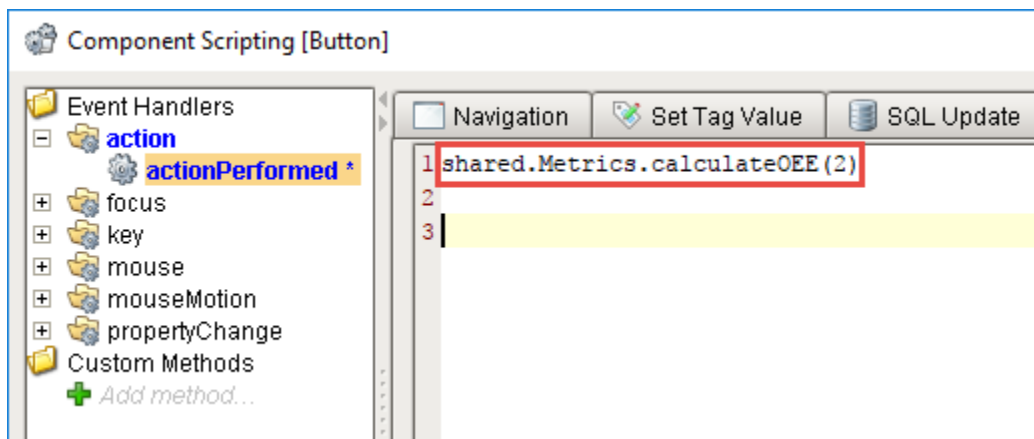 Component Scripting [Button]
Event Handlers
action
actionPerformed *
focus
key
mouse
mouseMotion
propertyChange
Custom Methods
Add method...
Navigation
Set Tag Value
SQL Update
1 shared.Metrics.calculateOEE(2)
2
3